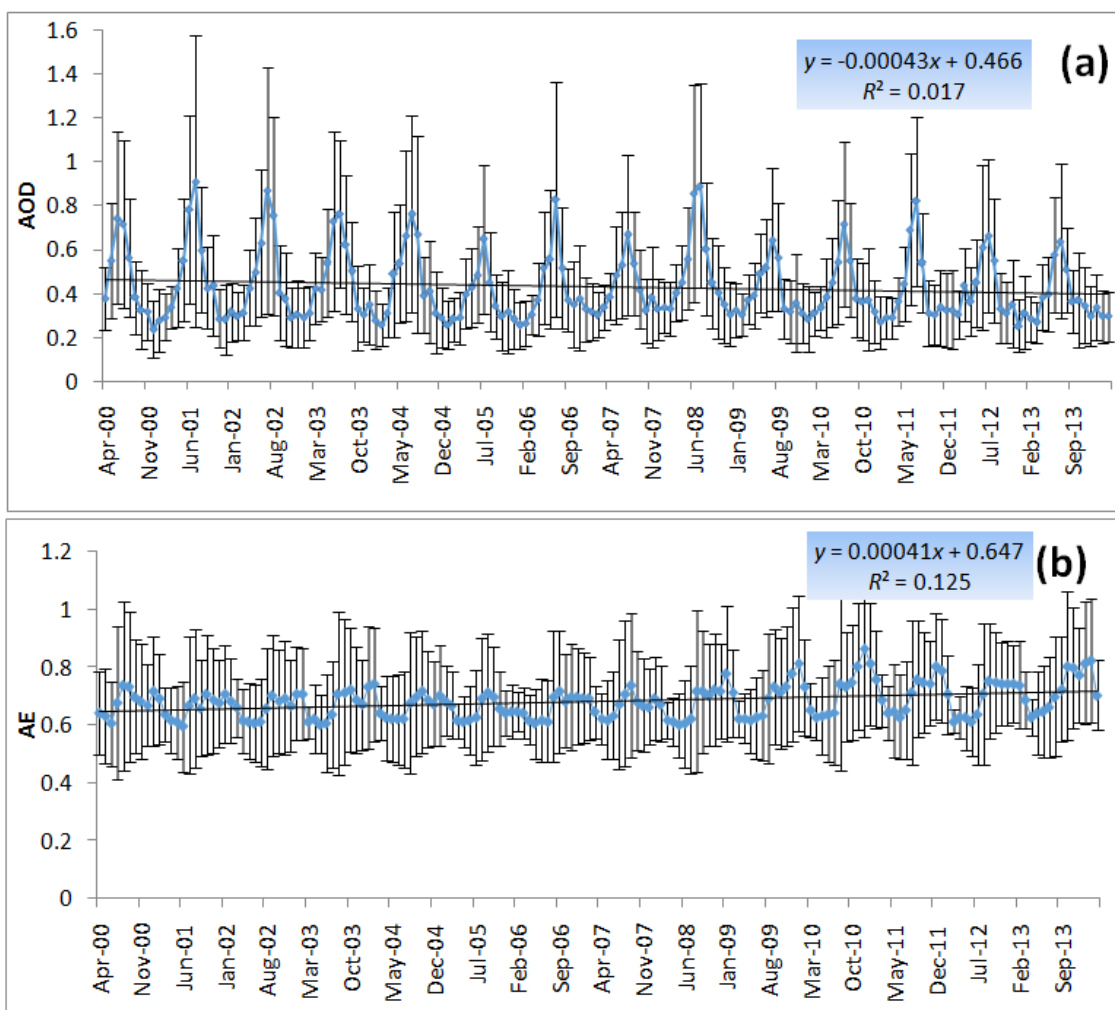 1.6
1.4
1.2
1
0.8
0.6
0.4
0.2
0
AOD
y = -0.00043x + 0.466
R² = 0.017
(a)
Apr-00 Nov-00 Jun-01 Jan-02 Aug-02 Mar-03 Oct-03 May-04 Dec-04 Jul-05 Feb-06 Sep-06 Apr-07 Nov-07 Jun-08 Jan-09 Aug-09 Mar-10 Oct-10 May-11 Dec-11 Jul-12 Feb-13 Sep-13
1.2
1
0.8
0.6
0.4
0.2
0
AE
y = 0.00041x + 0.647
R² = 0.125
(b)
Apr-00 Nov-00 Jun-01 Jan-02 Aug-02 Mar-03 Oct-03 May-04 Dec-04 Jul-05 Feb-06 Sep-06 Apr-07 Nov-07 Jun-08 Jan-09 Aug-09 Mar-10 Oct-10 May-11 Dec-11 Jul-12 Feb-13 Sep-13